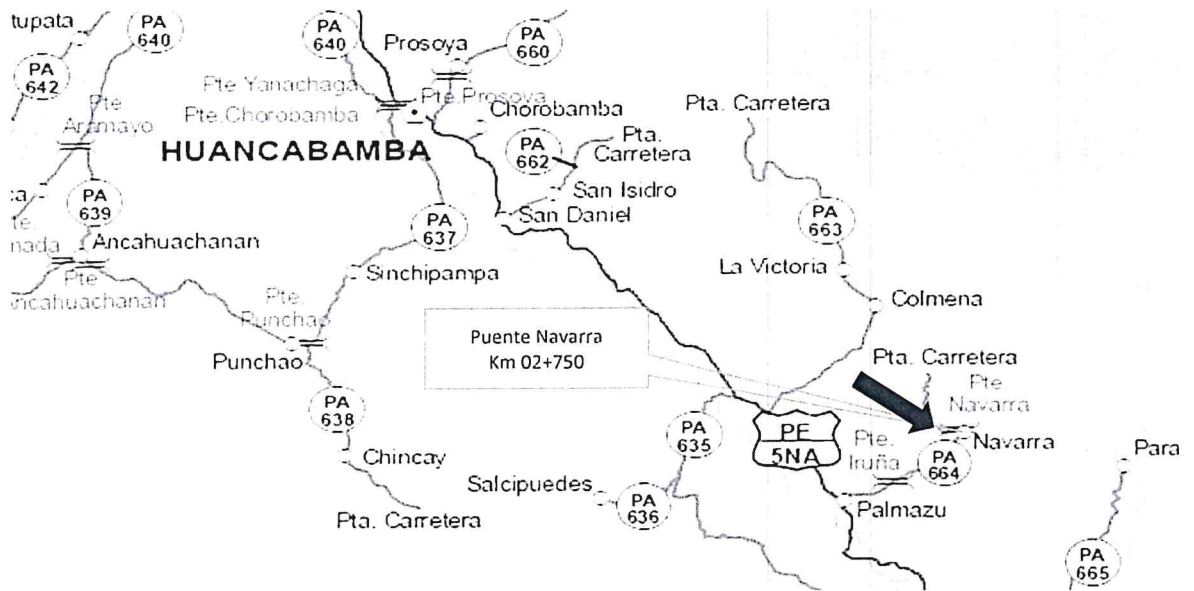 tupata
PA
640
PA
642
Pte.
Aramayo
PA
640
Prosoya
PA
660
Pte Yanachaga
Pte.Prosoya
Pte.Chorobamba
Chorobamba
HUANCABAMBA
PA
662
Pta.
Carretera
San Isidro
San Daniel
Pta. Carretera
PA
663
La Victoria
Colmena
PA
639
Ancahuachanan
Pte
PA
637
Sinchipampa
Pte.
Punchao
Punchao
PA
638
Chincay
Pta. Carretera
Puente Navarra
Km 02+750
Pta. Carretera
Pte.
Navarra
Navarra
PA
664
Pte.
Iruña
Palmazu
PE
5NA
PA
635
Salcipuedes
PA
636
Para
PA
665